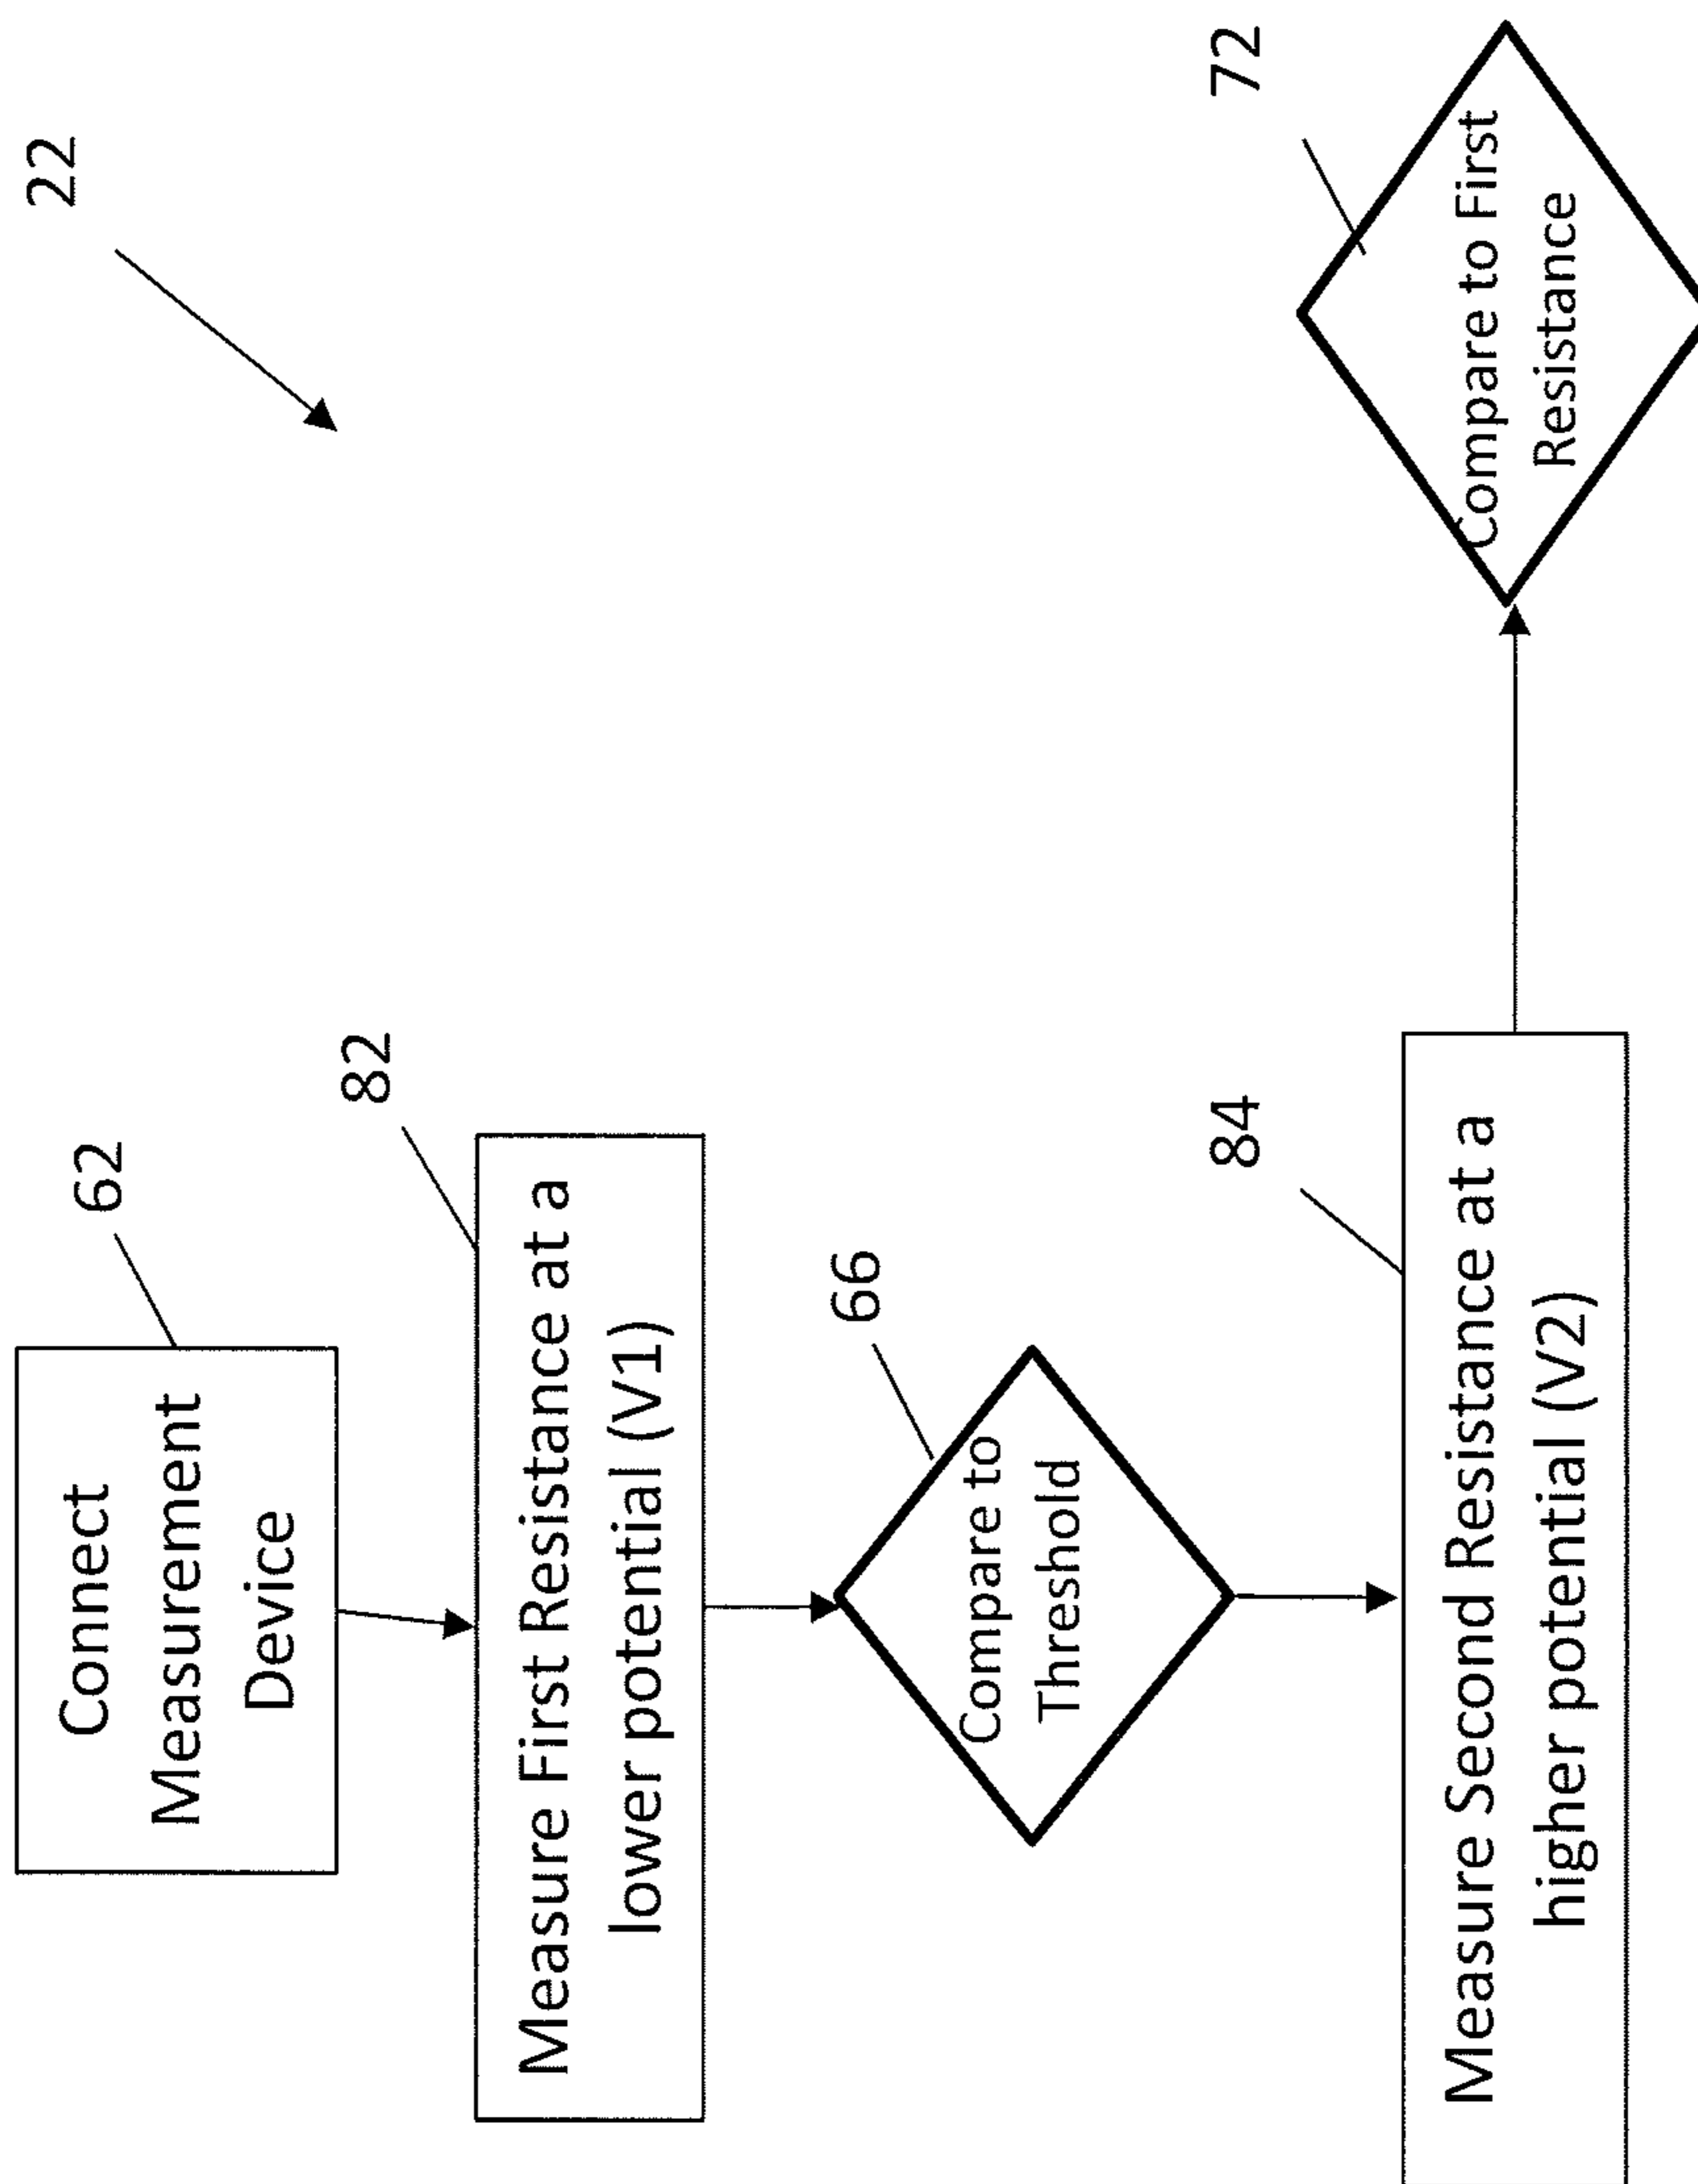 22
62
Connect
Measurement
Device
82
Measure First Resistance at a
lower potential (V1)
66
Compare to
Threshold
84
Measure Second Resistance at a
higher potential (V2)
72
Compare to First
Resistance